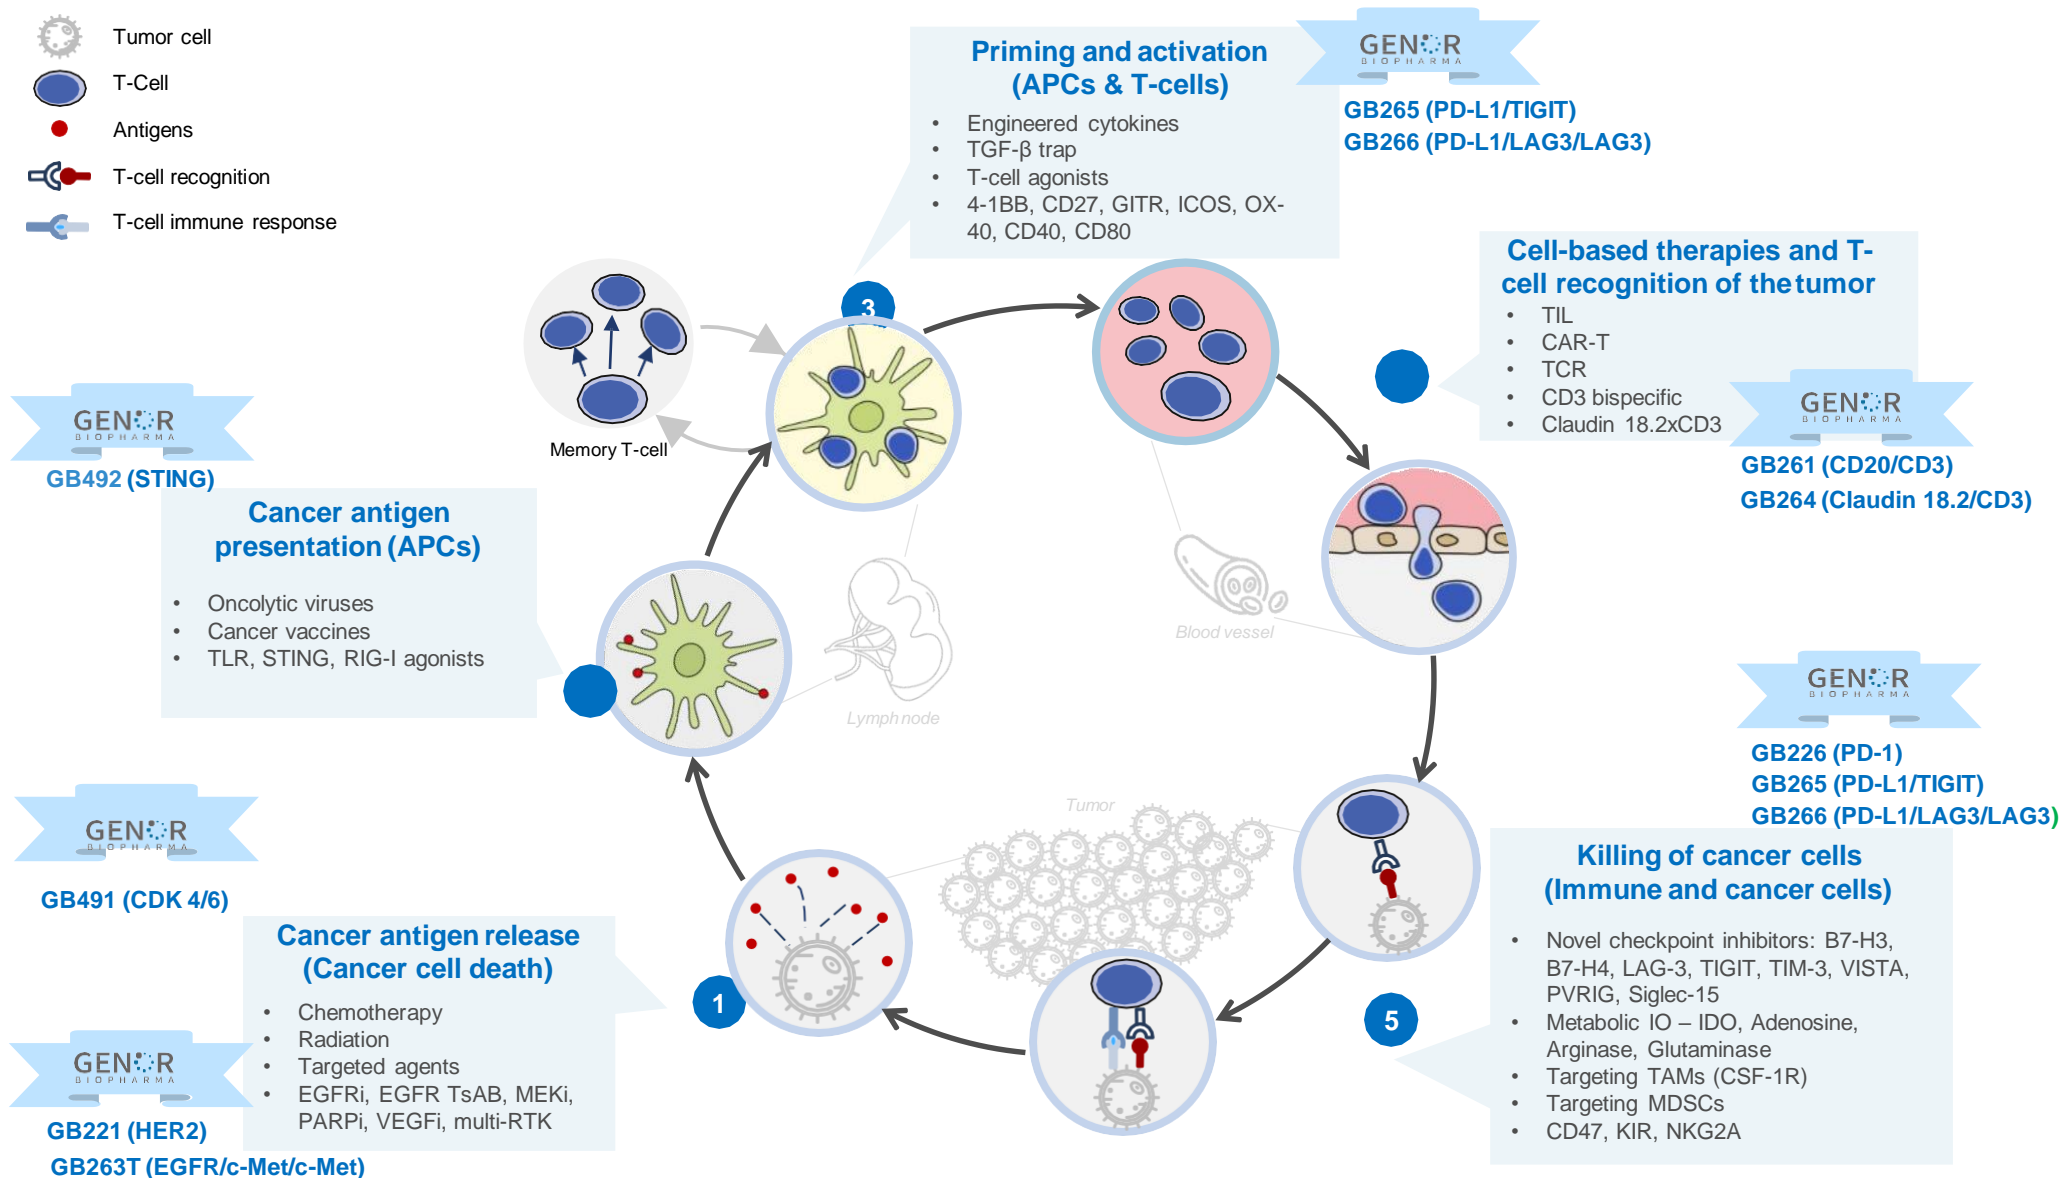 Tumor cell
T-Cell
Antigens
T-cell recognition
T-cell immune response
Priming and activation
(APCs & T-cells)
• Engineered cytokines
• TGF-β trap
• T-cell agonists
• 4-1BB, CD27, GITR, ICOS, OX-
40, CD40, CD80
GENOR
BIOPHARMA
GB265 (PD-L1/TIGIT)
GB266 (PD-L1/LAG3/LAG3)
3
Memory T-cell
Cell-based therapies and T-
cell recognition of the tumor
• TIL
• CAR-T
• TCR
• CD3 bispecific
• Claudin 18.2xCD3
GENOR
BIOPHARMA
GB261 (CD20/CD3)
GB264 (Claudin 18.2/CD3)
GENOR
BIOPHARMA
GB492 (STING)
Cancer antigen
presentation (APCs)
• Oncolytic viruses
• Cancer vaccines
• TLR, STING, RIG-I agonists
Lymph node
Blood vessel
Tumor
GENOR
BIOPHARMA
GB226 (PD-1)
GB265 (PD-L1/TIGIT)
GB266 (PD-L1/LAG3/LAG3)
Killing of cancer cells
(Immune and cancer cells)
• Novel checkpoint inhibitors: B7-H3,
B7-H4, LAG-3, TIGIT, TIM-3, VISTA,
PVRIG, Siglec-15
• Metabolic IO – IDO, Adenosine,
Arginase, Glutaminase
• Targeting TAMs (CSF-1R)
• Targeting MDSCs
• CD47, KIR, NKG2A
5
GENOR
BIOPHARMA
GB491 (CDK 4/6)
Cancer antigen release
(Cancer cell death)
• Chemotherapy
• Radiation
• Targeted agents
• EGFRi, EGFR TsAB, MEKi,
PARPi, VEGFi, multi-RTK
1
GENOR
BIOPHARMA
GB221 (HER2)
GB263T (EGFR/c-Met/c-Met)